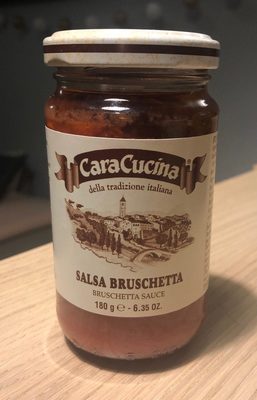 CaraCucina
della tradizione italiana
SALSA BRUSCHETTA
BRUSCHETTA SAUCE
180 g ℮ - 6.35 OZ.